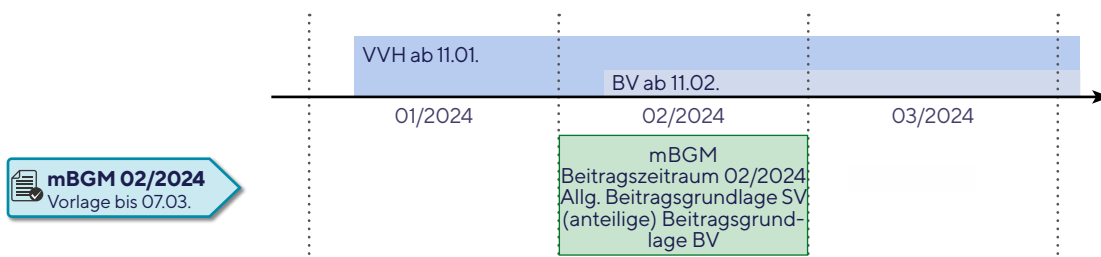 VVH ab 11.01.
BV ab 11.02.
01/2024
02/2024
03/2024
mBGM 02/2024
Vorlage bis 07.03.
mBGM
Beitragszeitraum 02/2024
Allg. Beitragsgrundlage SV
(anteilige) Beitragsgrund-
lage BV